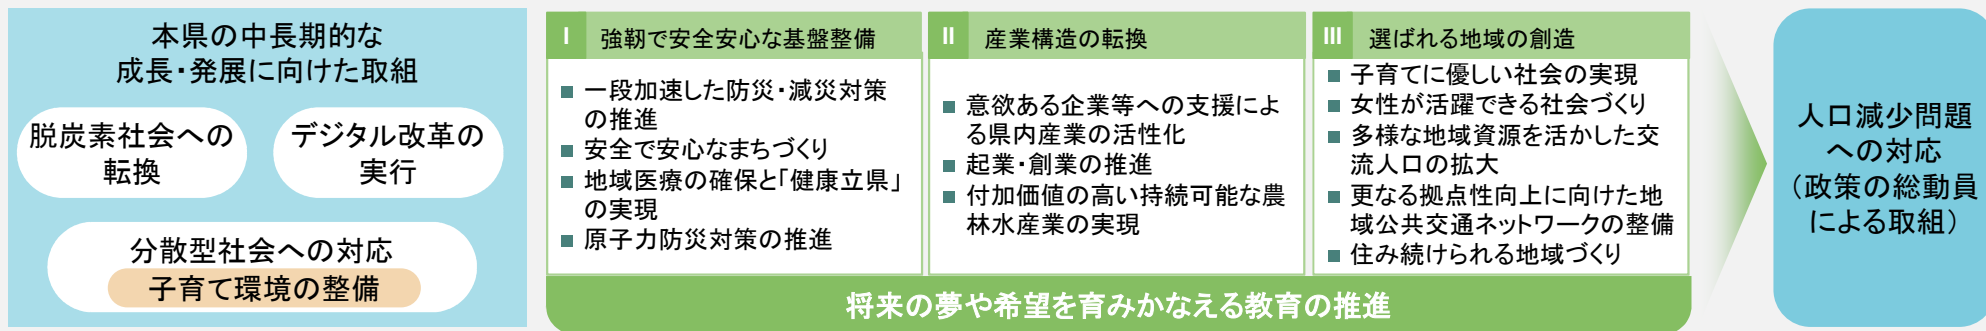 本県の中長期的な
成長・発展に向けた取組
脱炭素社会への
転換
デジタル改革の
実行
分散型社会への対応
子育て環境の整備
Ⅰ 強靭で安全安心な基盤整備
■ 一段加速した防災・減災対策
の推進
■ 安全で安心なまちづくり
■ 地域医療の確保と「健康立県」
の実現
■ 原子力防災対策の推進
Ⅱ 産業構造の転換
■ 意欲ある企業等への支援によ
る県内産業の活性化
■ 起業・創業の推進
■ 付加価値の高い持続可能な農
林水産業の実現
Ⅲ 選ばれる地域の創造
■ 子育てに優しい社会の実現
■ 女性が活躍できる社会づくり
■ 多様な地域資源を活かした交
流人口の拡大
■ 更なる拠点性向上に向けた地
域公共交通ネットワークの整備
■ 住み続けられる地域づくり
将来の夢や希望を育みかなえる教育の推進
人口減少問題
への対応
（政策の総動員
による取組）